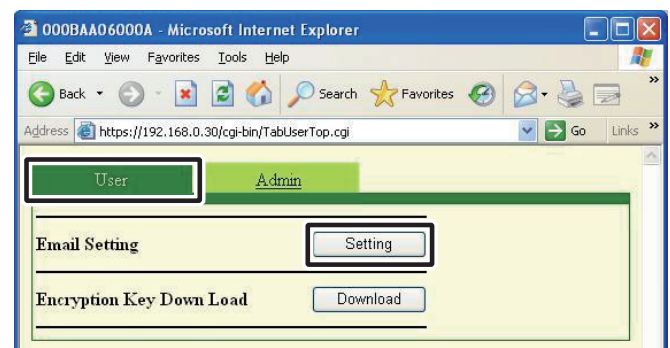 000BAA06000A - Microsoft Internet Explorer
File Edit View Favorites Tools Help
Back Search Favorites »
Address https://192.168.0.30/cgi-bin/TabUserTop.cgi Go Links »
User Admin
Email Setting Setting
Encryption Key Down Load Download